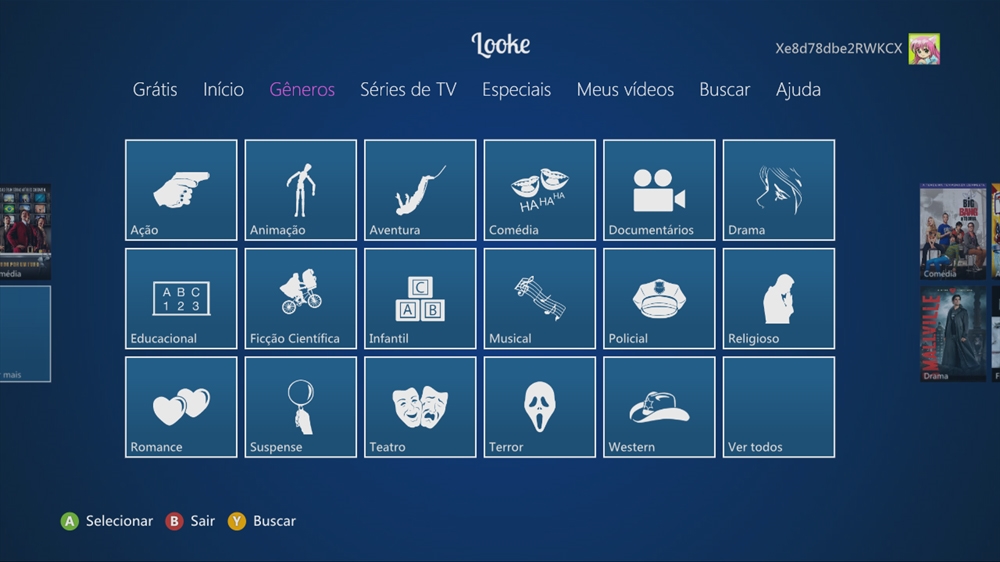 Looke
Xe8d78dbe2RWKCX
Grátis Início Gêneros Séries de TV Especiais Meus vídeos Buscar Ajuda
HA HA HA
Ação Animação Aventura Comédia Documentários Drama
A B C
1 2 3
C
A B
Educacional Ficção Científica Infantil Musical Policial Religioso
Romance Suspense Teatro Terror Western Ver todos
mais
BIG
BANG
Comédia
Drama
A Selecionar B Sair Y Buscar